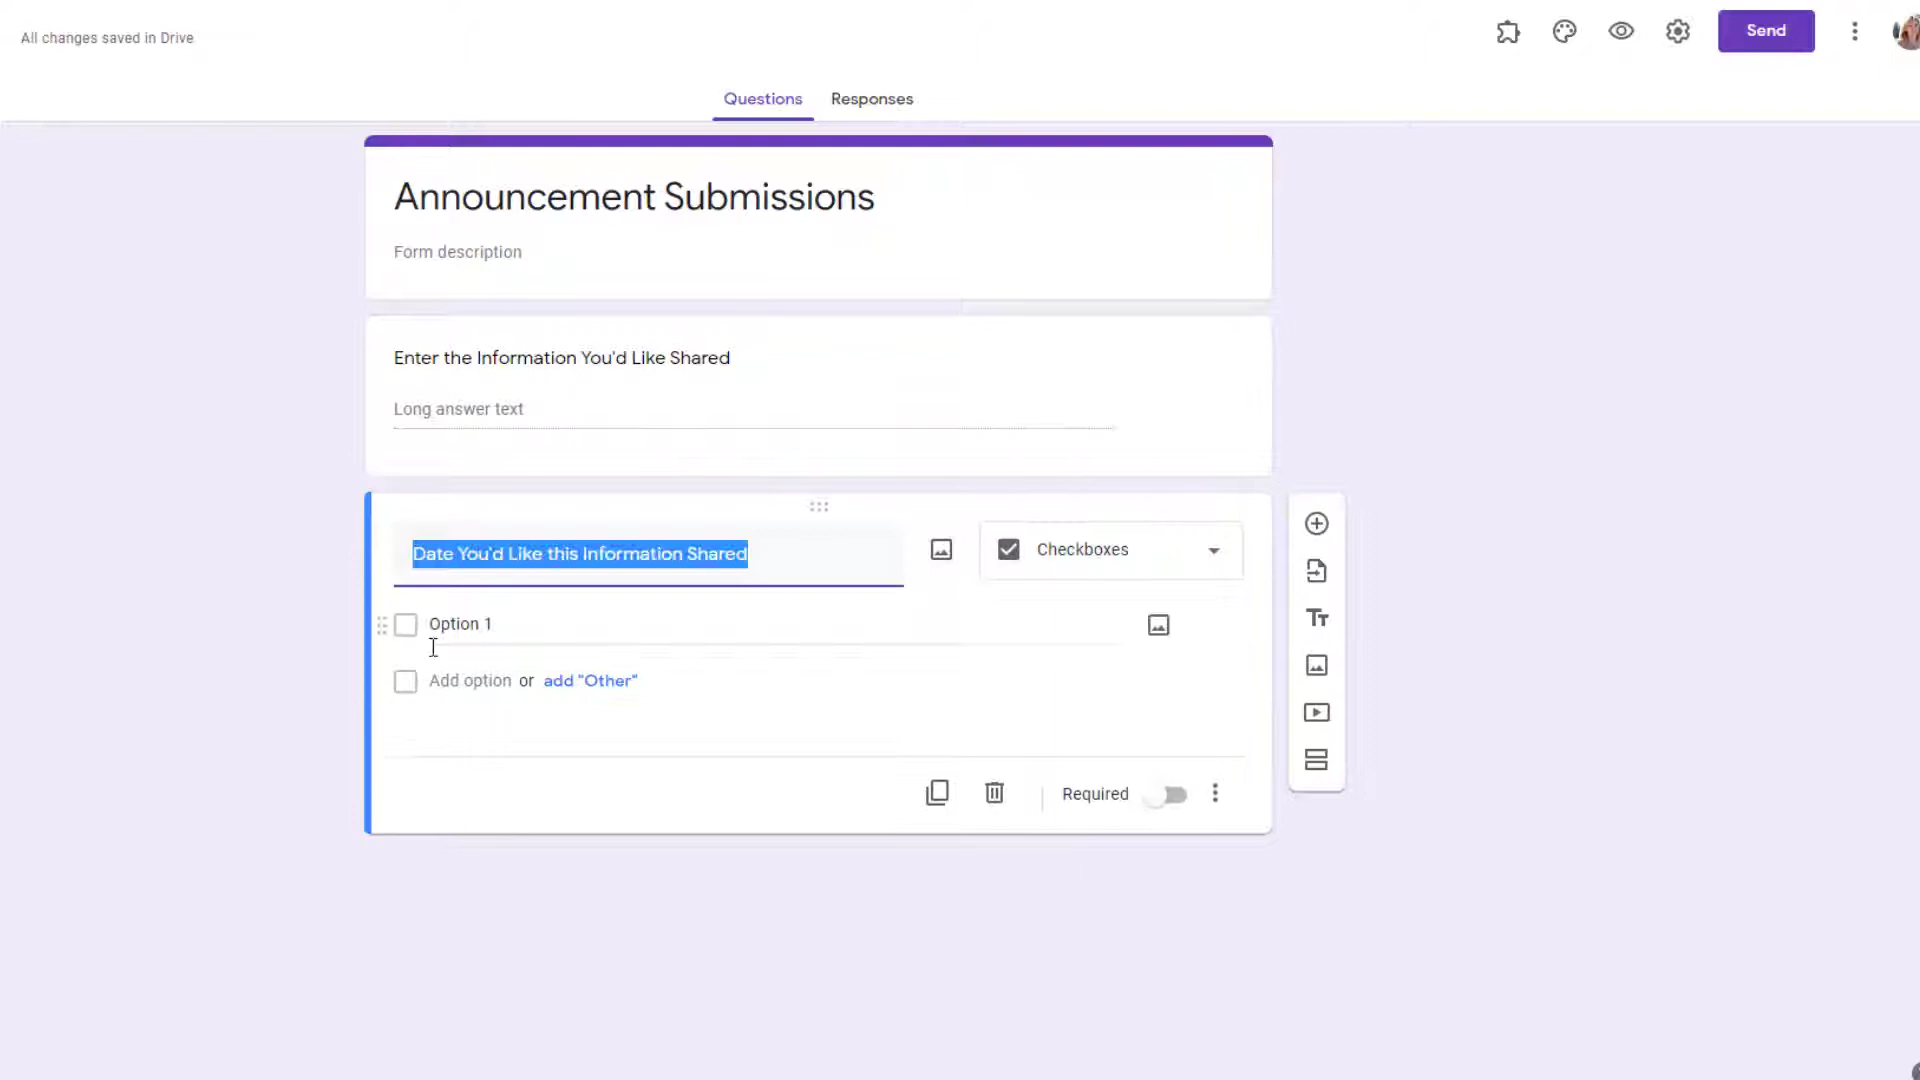 All changes saved in Drive
Send
Questions
Responses
Announcement Submissions
Form description
Enter the Information You'd Like Shared
Long answer text
Date You'd Like this Information Shared
Checkboxes
Option 1
Add option or add "Other"
Required